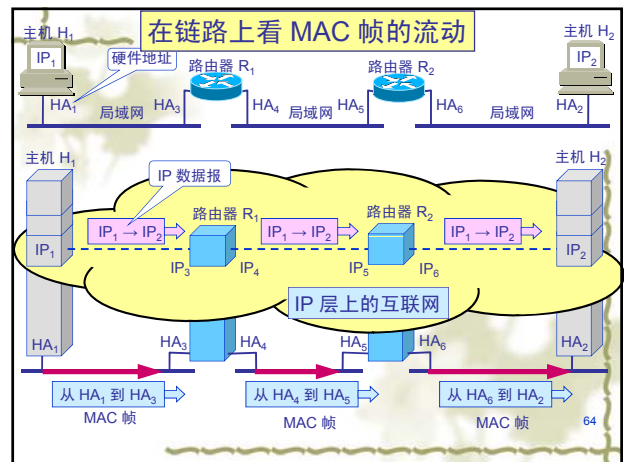 在链路上看 MAC 帧的流动
主机 H₁
主机 H₂
IP₁
硬件地址
路由器 R₁
路由器 R₂
IP₂
HA₁
HA₃
HA₄
HA₅
HA₆
HA₂
局域网
局域网
局域网
主机 H₁
主机 H₂
IP 数据报
路由器 R₁
路由器 R₂
IP₁ → IP₂
IP₁ → IP₂
IP₁ → IP₂
IP₁
IP₃
IP₄
IP₅
IP₆
IP₂
IP 层上的互联网
HA₁
HA₃
HA₄
HA₅
HA₆
HA₂
从 HA₁ 到 HA₃
从 HA₄ 到 HA₅
从 HA₆ 到 HA₂
MAC 帧
MAC 帧
MAC 帧
64